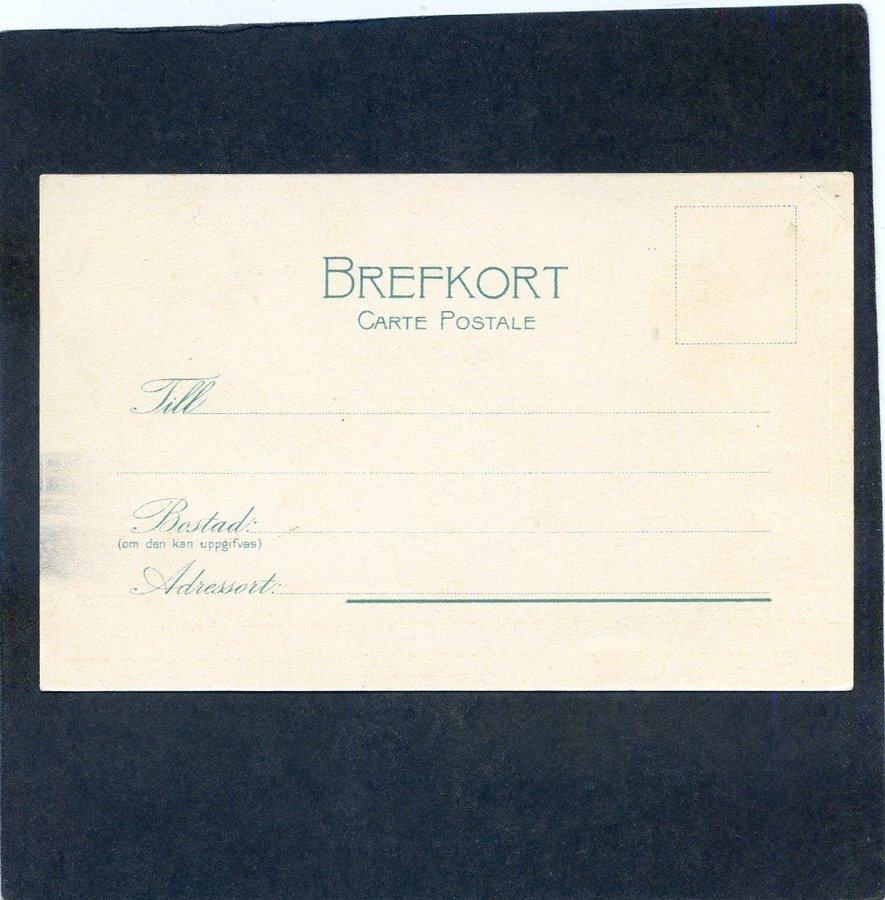 BREFKORT
CARTE POSTALE
Till
Bostad:
(om den kan uppgifvas)
Adressort: